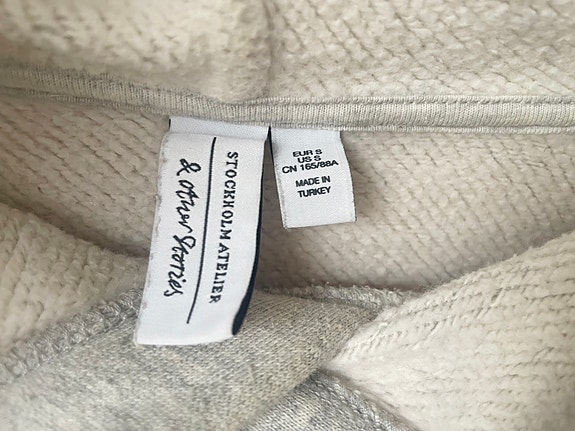 STOCKHOLM ATELIER
& Other Stories
EUR S
US S
CN 165/88A
MADE IN
TURKEY